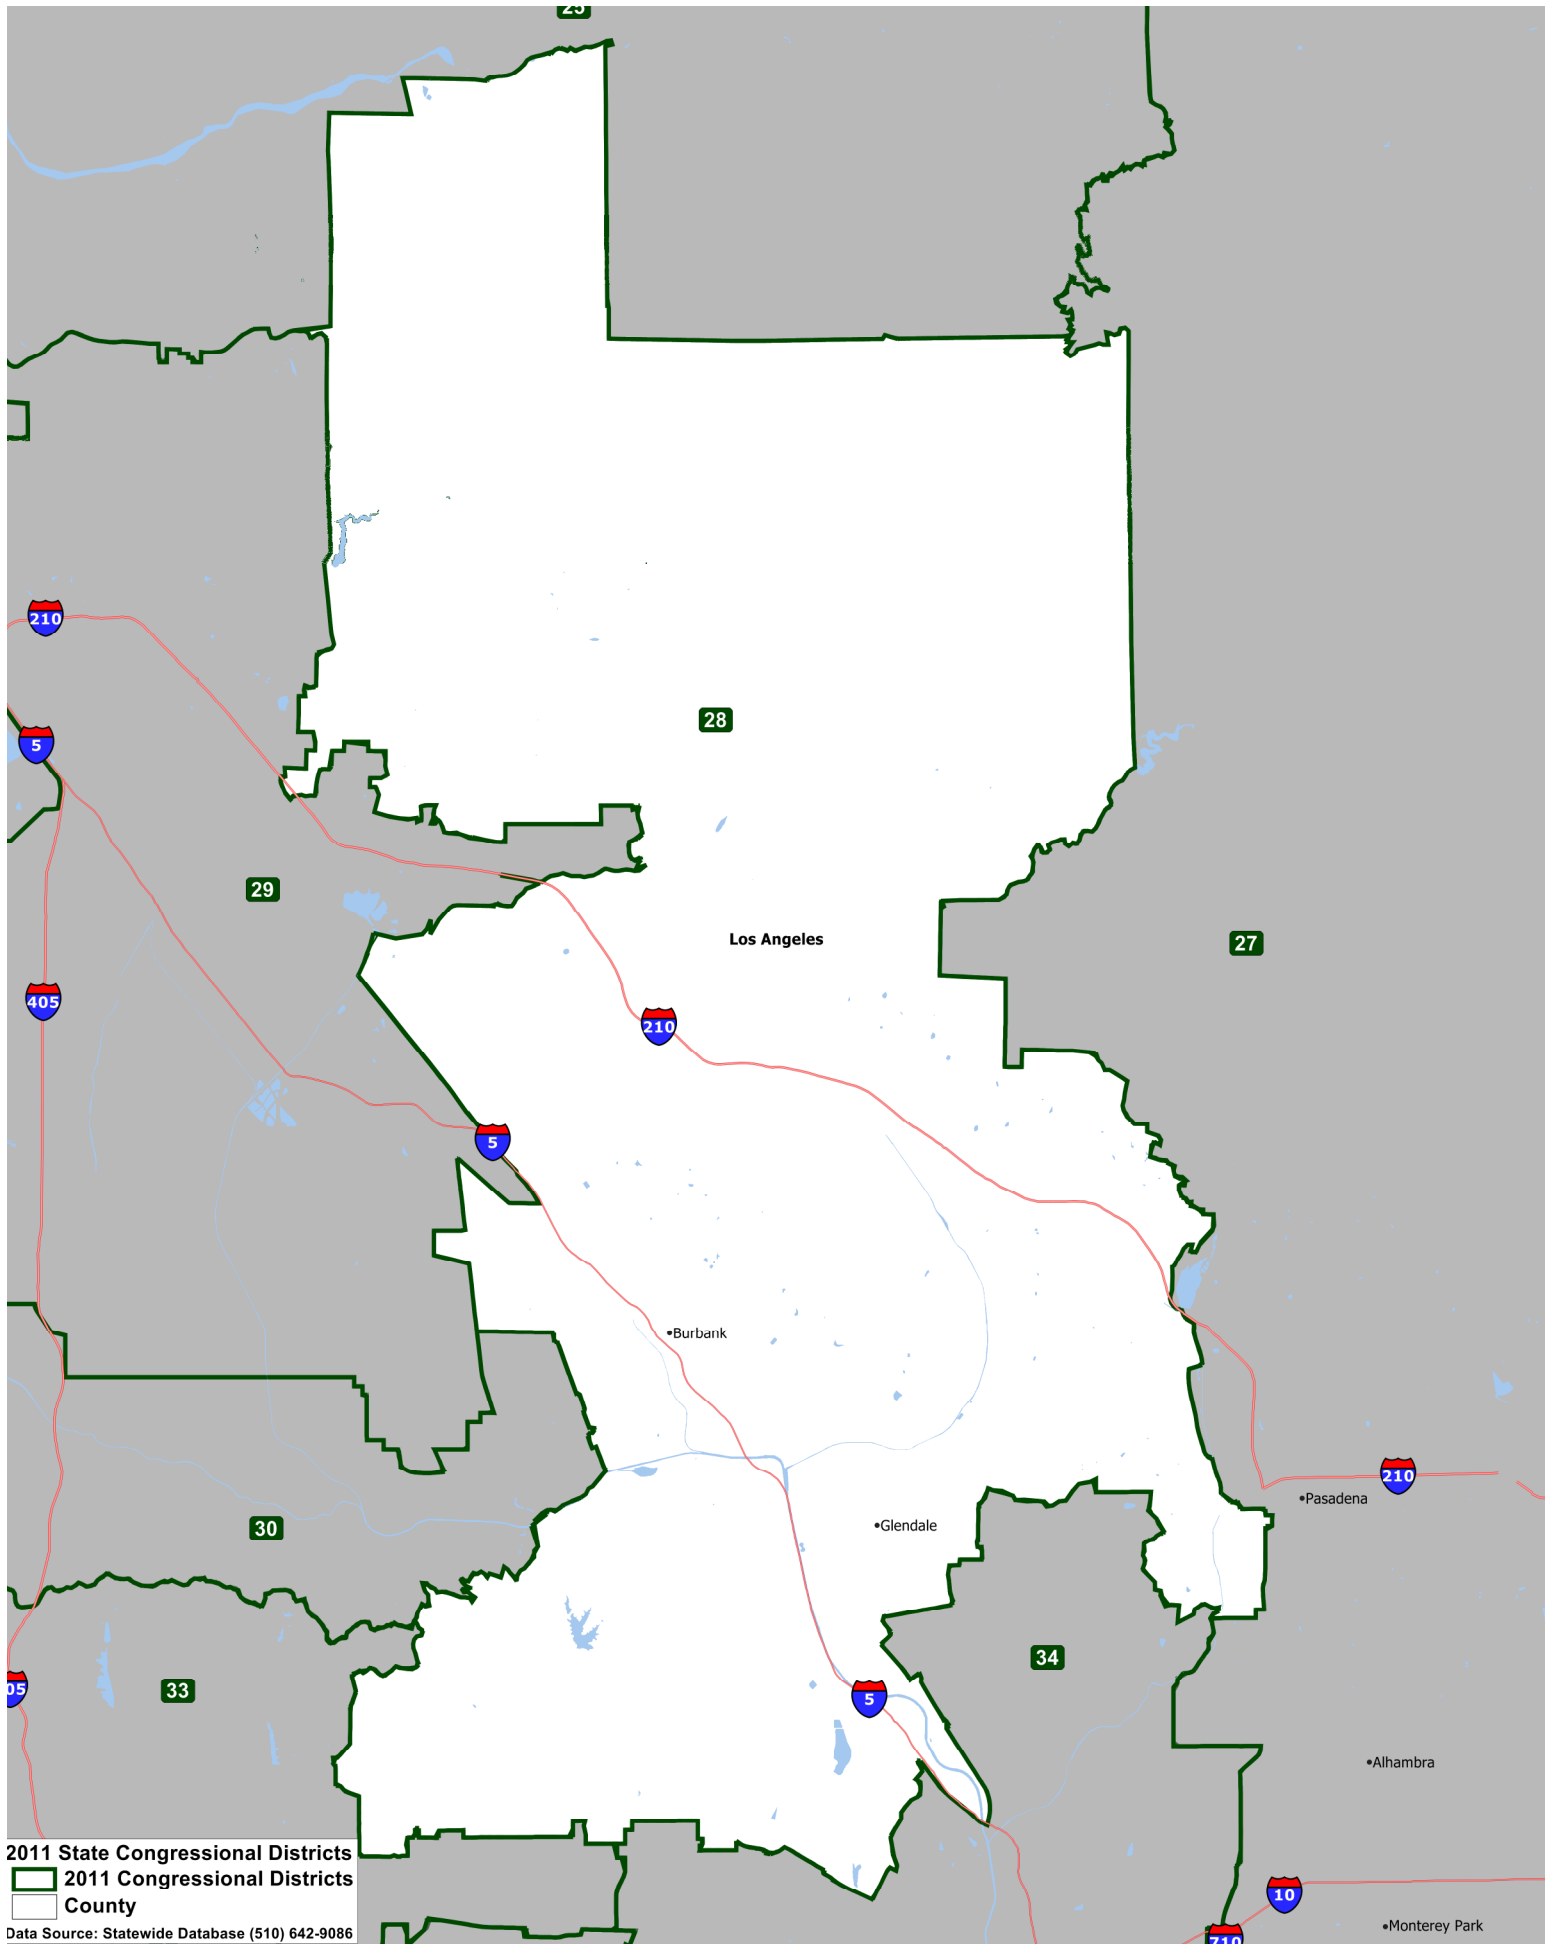 25
210
5
28
29
27
Los Angeles
405
210
5
Burbank
210
Pasadena
Glendale
30
34
33
05
5
Alhambra
2011 State Congressional Districts
2011 Congressional Districts
County
Data Source: Statewide Database (510) 642-9086
10
Monterey Park
710